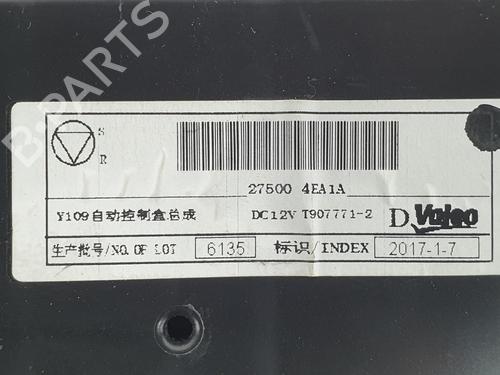 B-PARTS
S
R
27500 4EA1A
Y109自动控制盒总成 DC12V T907771-2 D Valeo
生产批号/NO. OF LOT 6135 标识/INDEX 2017-1-7